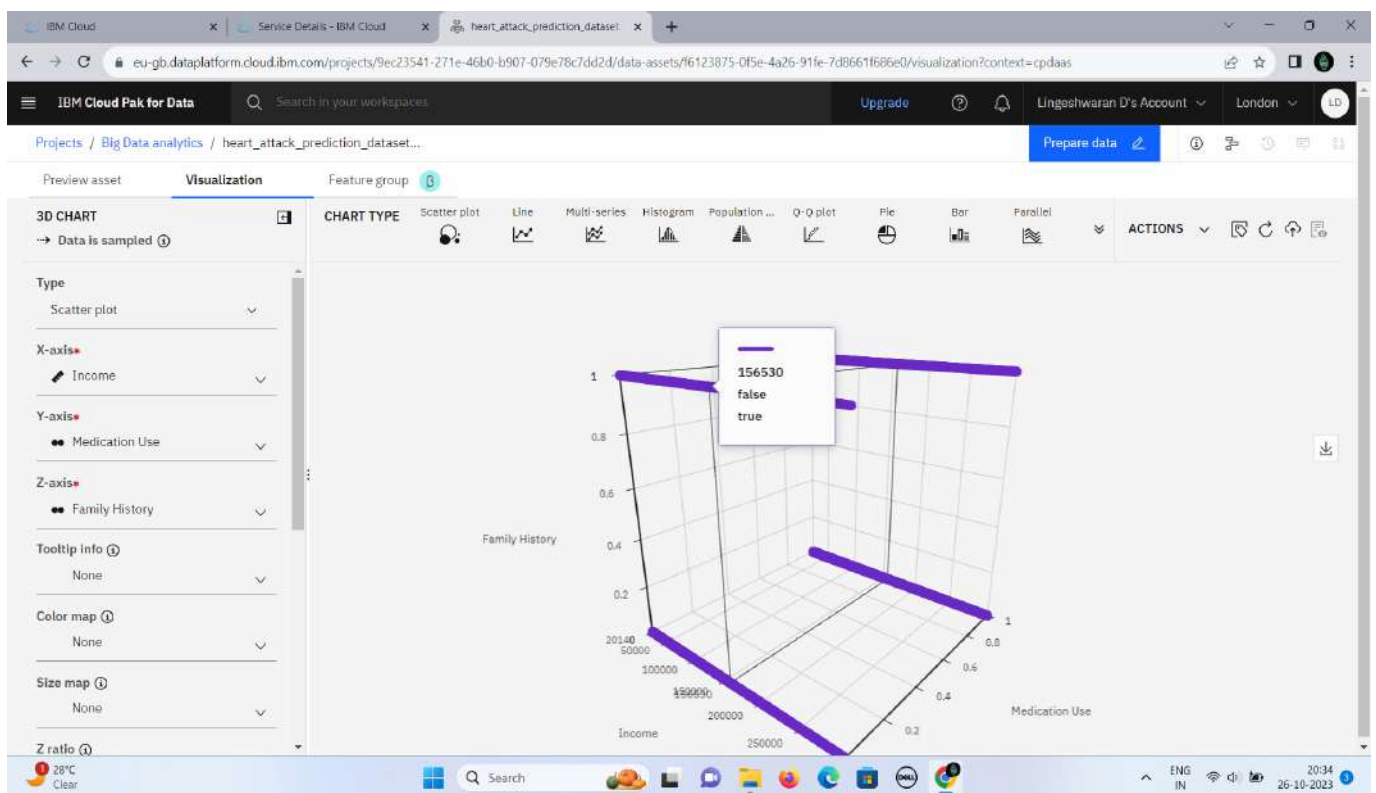 IBM Cloud
Service Details - IBM Cloud
heart_attack_prediction_dataset
eu-gb.dataplatform.cloud.ibm.com/projects/9ec23541-271e-46b0-b907-079e78c7dd2d/data-assets/f6123875-0f5e-4a26-91fe-7d8661f686e0/visualization?context=cpdaas
IBM Cloud Pak for Data
Search in your workspaces
Upgrade
Lingeshwaran D's Account
London
LD
Projects / Big Data analytics / heart_attack_prediction_dataset...
Prepare data
Preview asset
Visualization
Feature group
β
3D CHART
Data is sampled
CHART TYPE
Scatter plot
Line
Multi-series
Histogram
Population ...
Q-Q plot
Pie
Bar
Parallel
ACTIONS
Type
Scatter plot
X-axis*
Income
Y-axis*
Medication Use
Z-axis*
Family History
Tooltip info
None
Color map
None
Size map
None
Z ratio
156530
false
true
1
0.8
0.6
0.4
0.2
Family History
20140
50000
100000
200000
250000
Income
1
0.8
0.6
0.4
0.2
Medication Use
1
28°C
Clear
Search
DELL
ENG
IN
20:34
26-10-2023
3